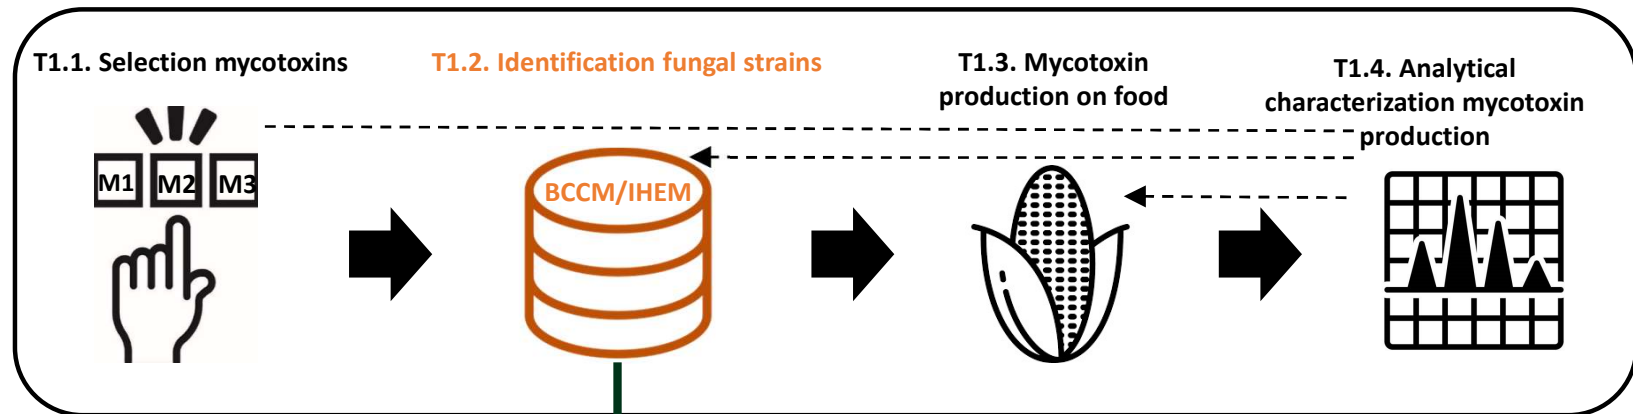 T1.1. Selection mycotoxins
T1.2. Identification fungal strains
T1.3. Mycotoxin
production on food
T1.4. Analytical
characterization mycotoxin
production
M1 M2 M3
BCCM/IHEM